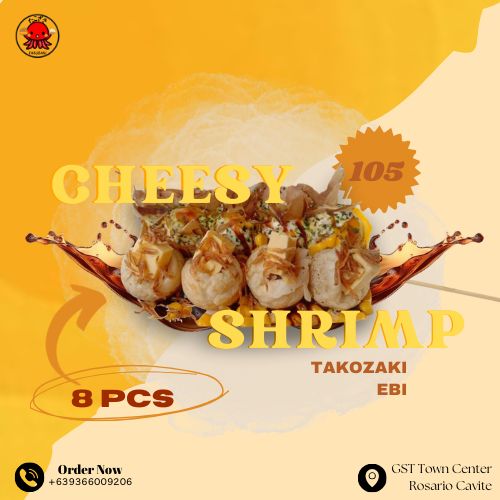 CHEESY
105
SHRIMP
TAKOZAKI
EBI
8 PCS
Order Now
+639366009206
GST Town Center
Rosario Cavite